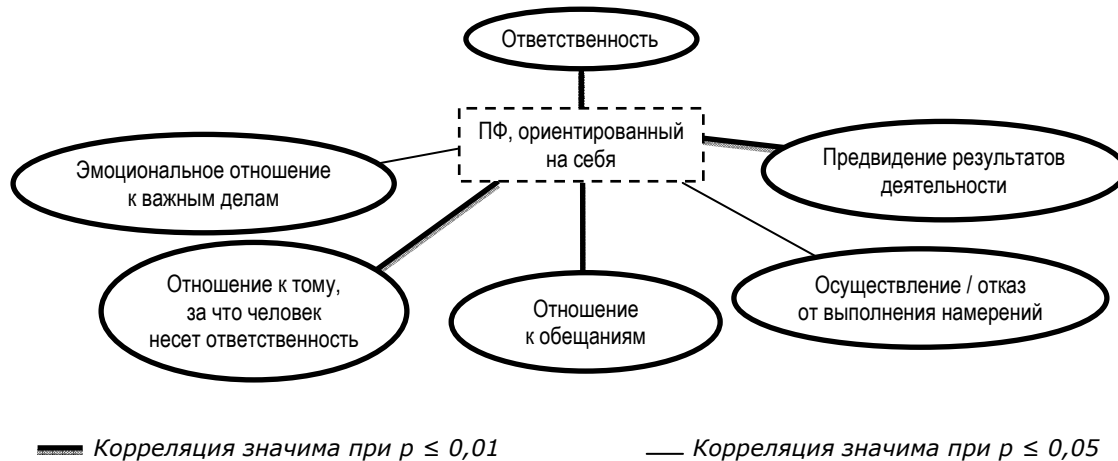 Ответственность
ПФ, ориентированный
на себя
Эмоциональное отношение
к важным делам
Предвидение результатов
деятельности
Отношение к тому,
за что человек
несет ответственность
Отношение
к обещаниям
Осуществление / отказ
от выполнения намерений
Корреляция значима при p ≤ 0,01
Корреляция значима при p ≤ 0,05